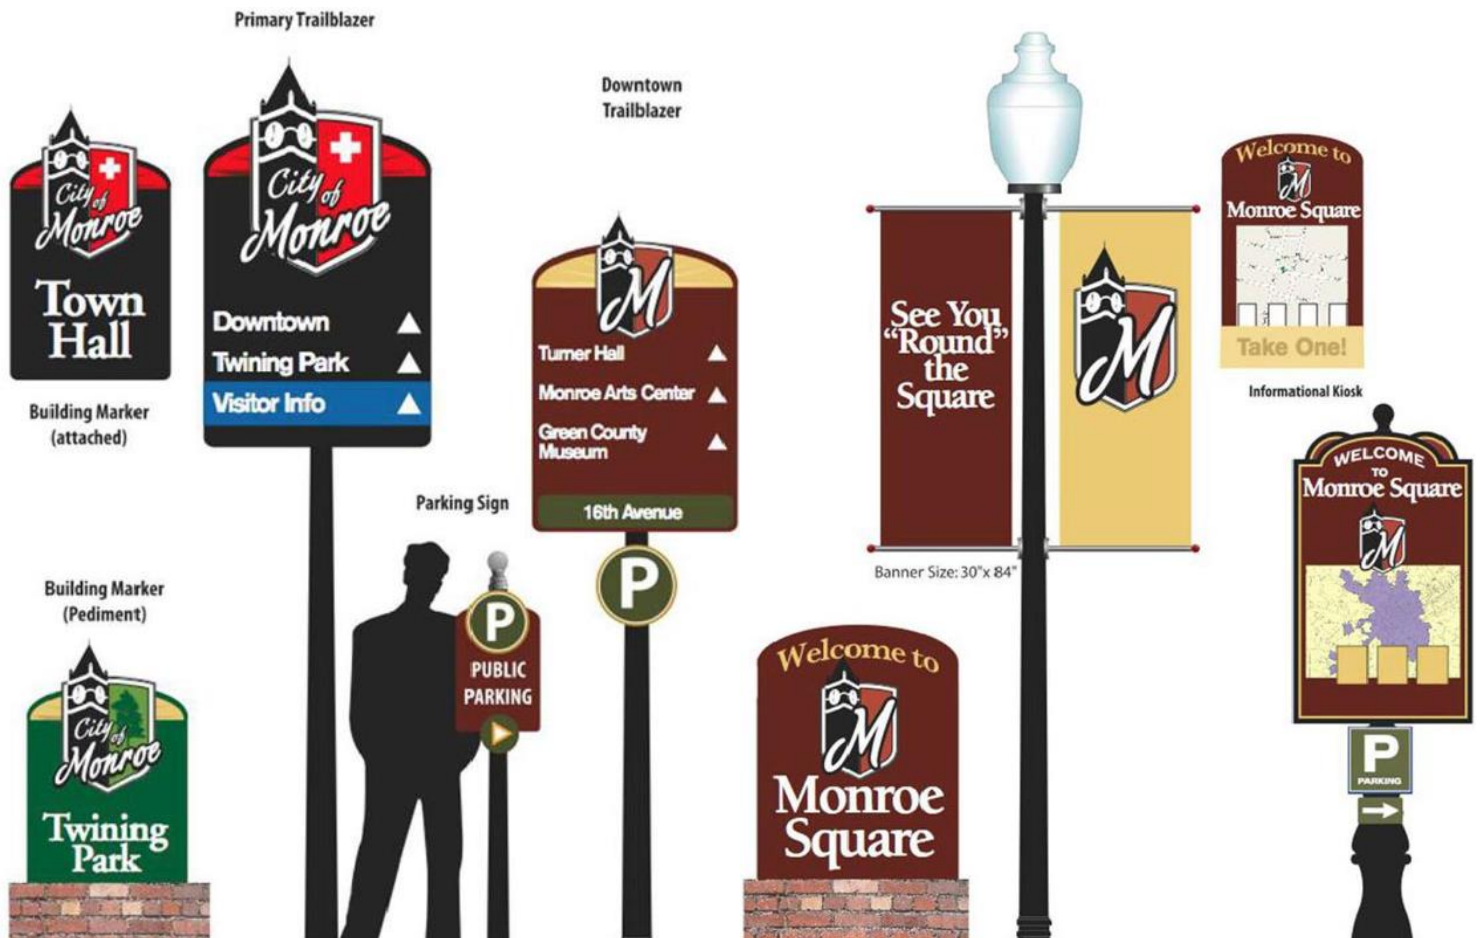 Primary Trailblazer
City of
Monroe
Downtown
Twining Park
Visitor Info
City of
Monroe
Town
Hall
Building Marker
(attached)
Building Marker
(Pediment)
City of
Monroe
Twining
Park
Parking Sign
P
PUBLIC
PARKING
Downtown
Trailblazer
M
Turner Hall
Monroe Arts Center
Green County
Museum
16th Avenue
P
See You
“Round”
the
Square
M
Banner Size: 30"x 84"
Welcome to
M
Monroe
Square
Welcome to
M
Monroe Square
Take One!
Informational Kiosk
WELCOME
TO
Monroe Square
M
P
PARKING